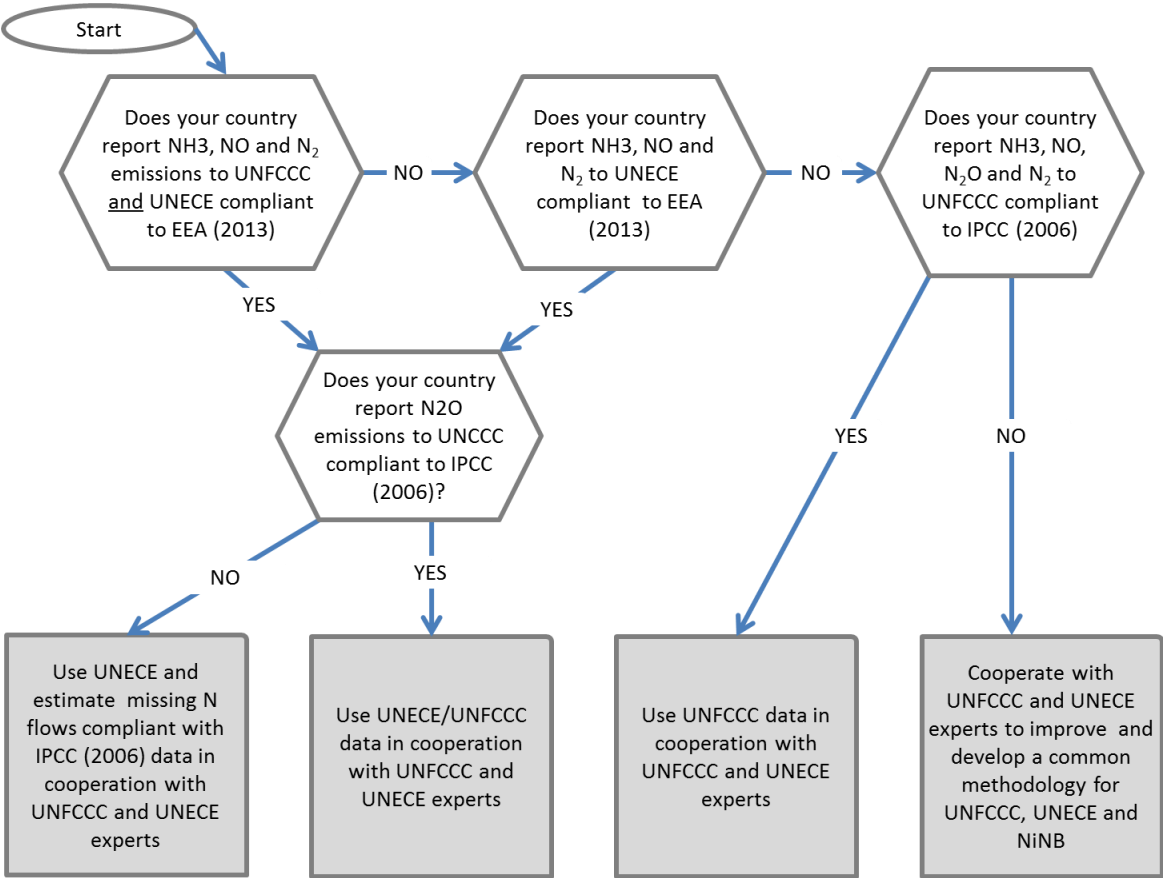 Start
Does your country
report NH3, NO and N₂
emissions to UNFCCC
and UNECE compliant
to EEA (2013)
NO
Does your country
report NH3, NO and
N₂ to UNECE
compliant to EEA
(2013)
NO
Does your country
report NH3, NO,
N₂O and N₂ to
UNFCCC compliant
to IPCC (2006)
YES
YES
Does your country
report N2O
emissions to UNCCC
compliant to IPCC
(2006)?
YES
NO
NO
YES
Use UNECE and
estimate missing N
flows compliant with
IPCC (2006) data in
cooperation with
UNFCCC and UNECE
experts
Use UNECE/UNFCCC
data in cooperation
with UNFCCC and
UNECE experts
Use UNFCCC data in
cooperation with
UNFCCC and UNECE
experts
Cooperate with
UNFCCC and UNECE
experts to improve and
develop a common
methodology for
UNFCCC, UNECE and
NiNB